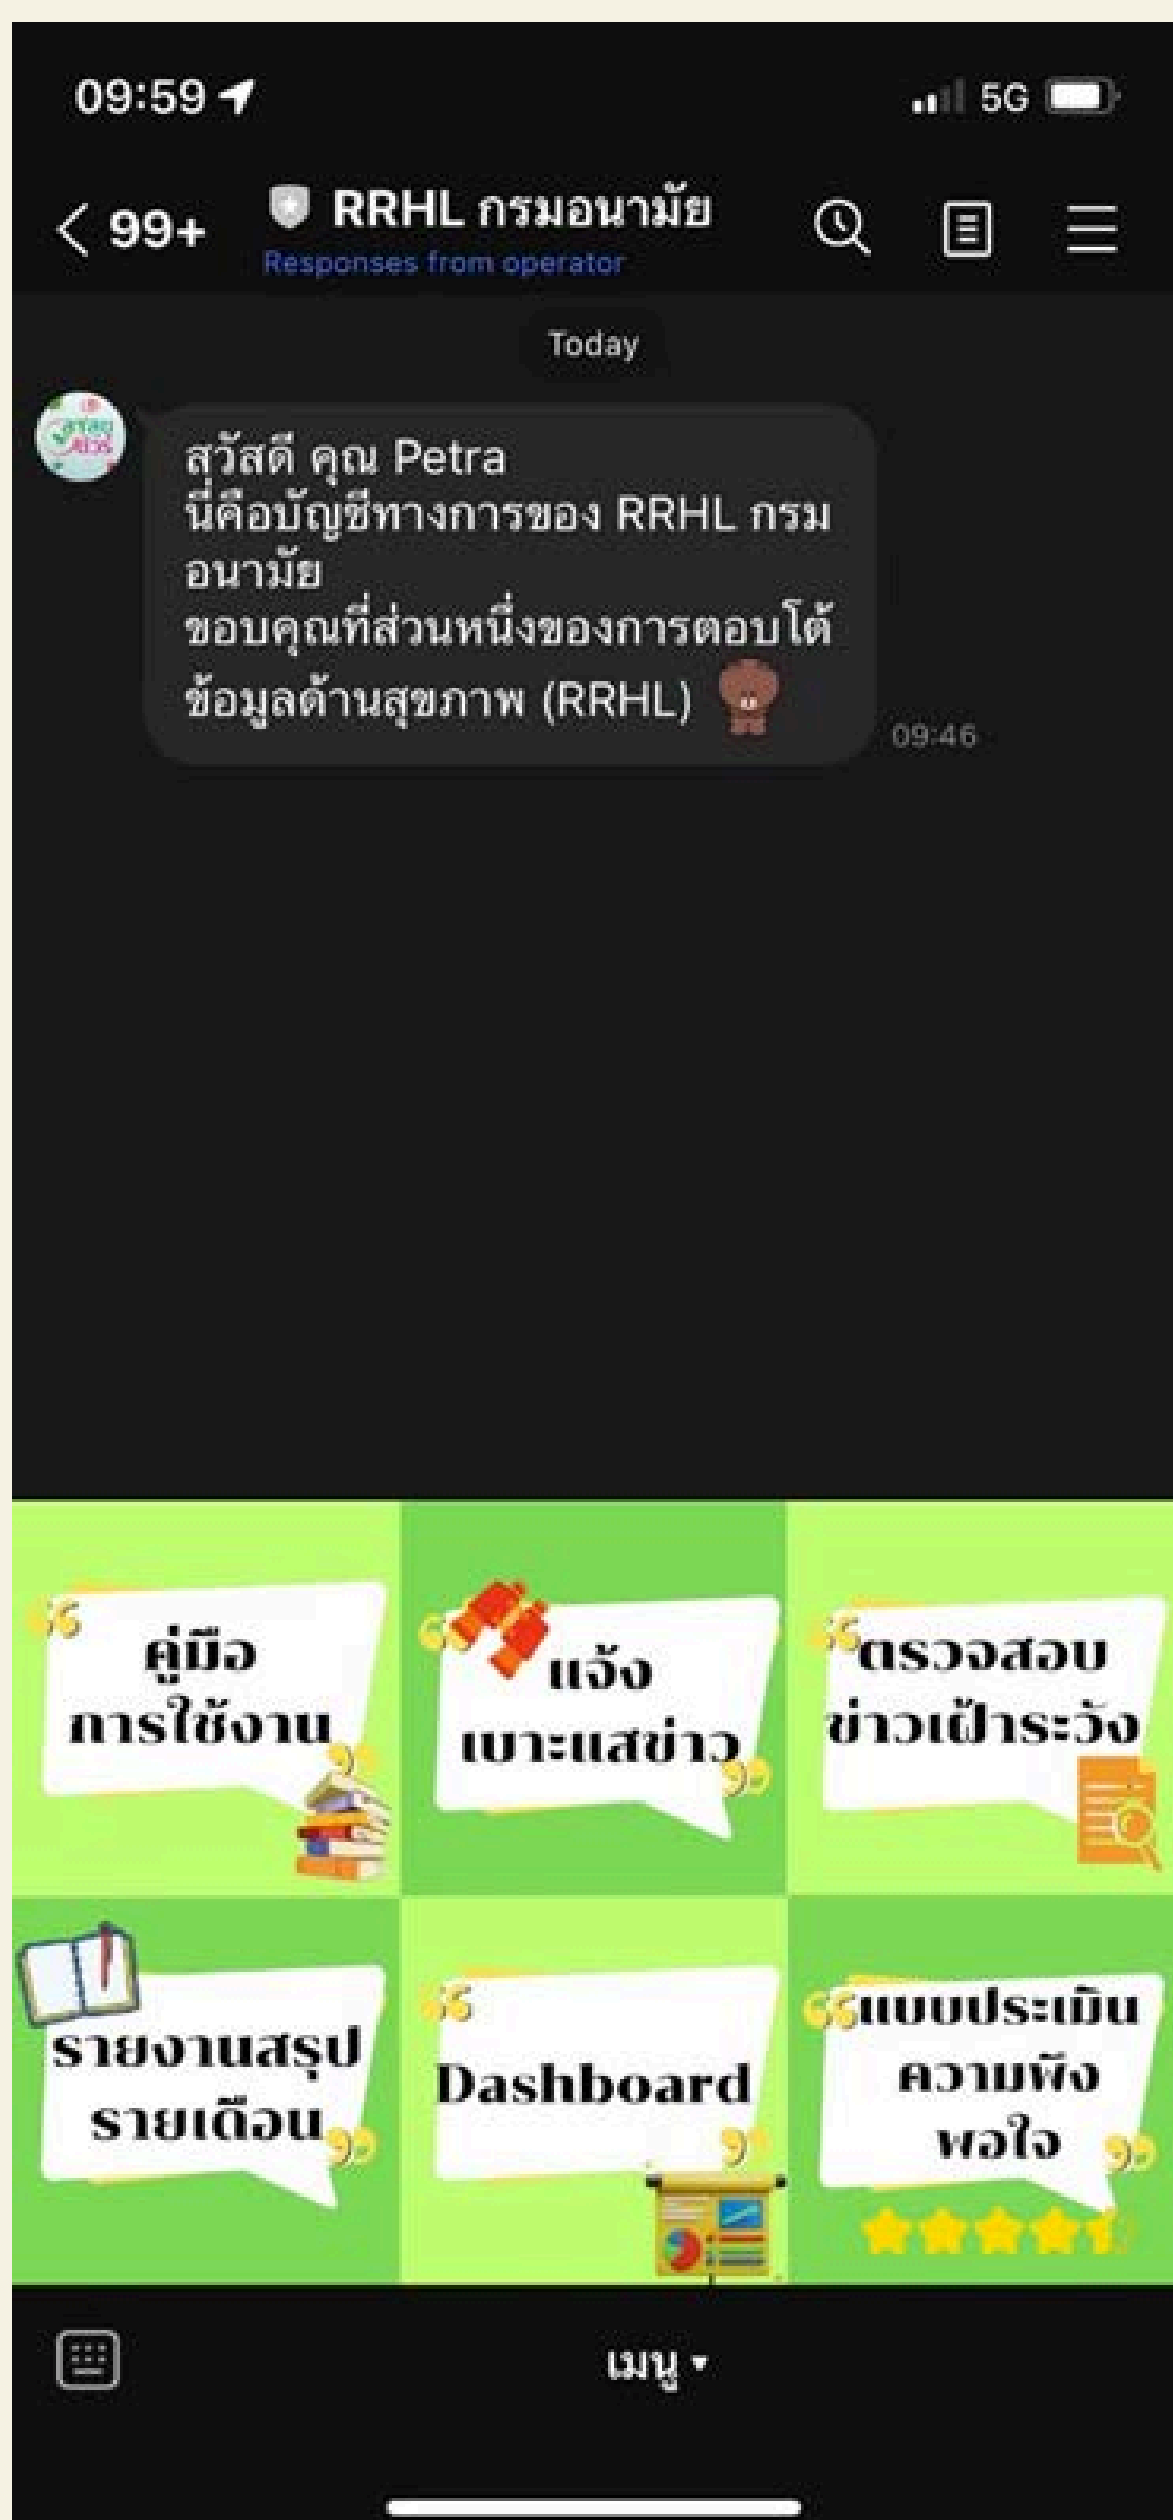 09:59
5G
99+
RRHL กรมอนามัย
Responses from operator
Today
สวัสดี คุณ Petra
นี่คือบัญชีทางการของ RRHL กรม
อนามัย
ขอบคุณที่ส่วนหนึ่งของการตอบโต้
ข้อมูลด้านสุขภาพ (RRHL)
09:46
คู่มือ
การใช้งาน
แจ้ง
เบาะแสข่าว
ตรวจสอบ
ข่าวเฝ้าระวัง
รายงานสรุป
รายเดือน
Dashboard
แบบประเมิน
ความพึง
พอใจ
เมนู